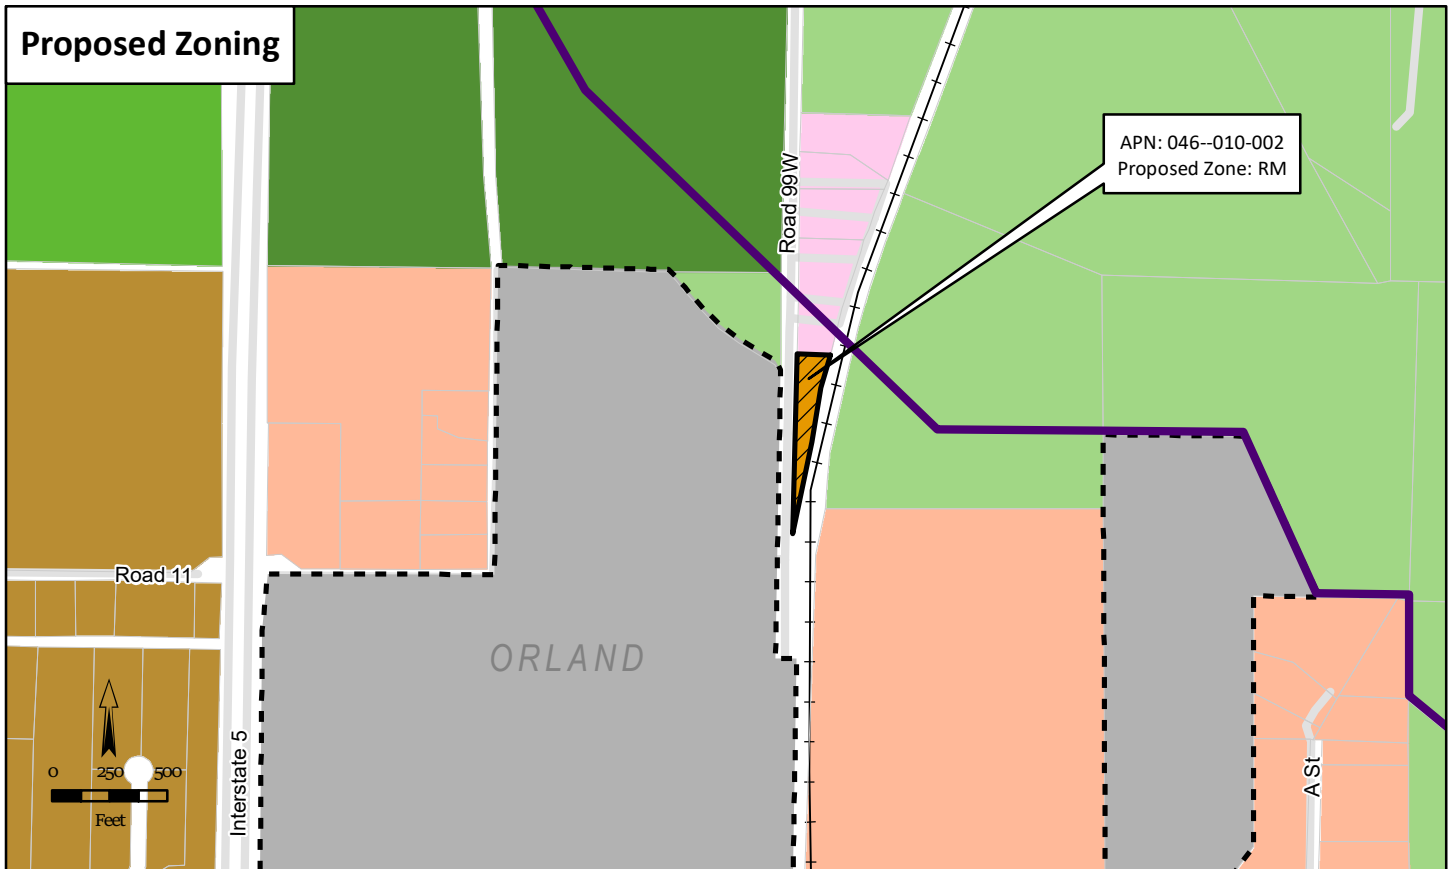 Proposed Zoning
APN: 046--010-002
Proposed Zone: RM
Road 99W
Road 11
ORLAND
Interstate 5
A St
0 250 500
Feet